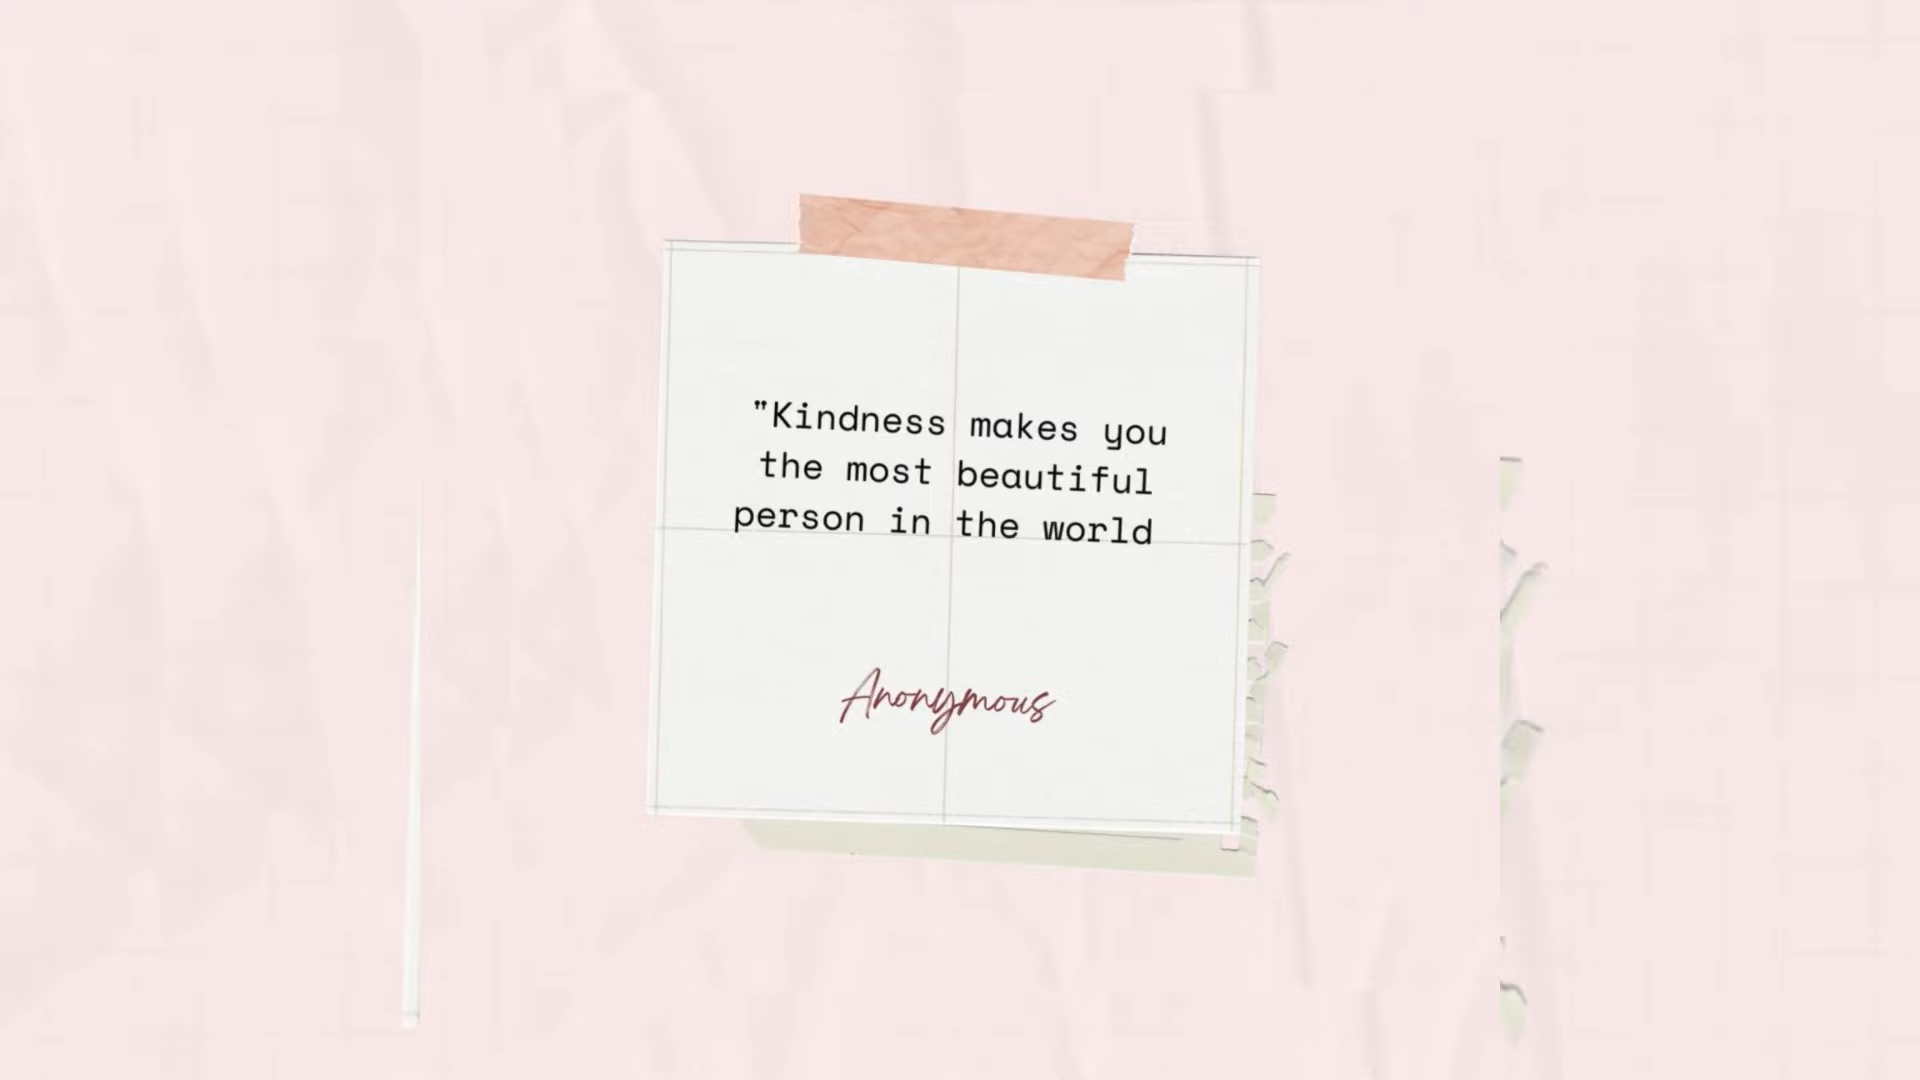 "Kindness makes you
the most beautiful
person in the world
Anonymous